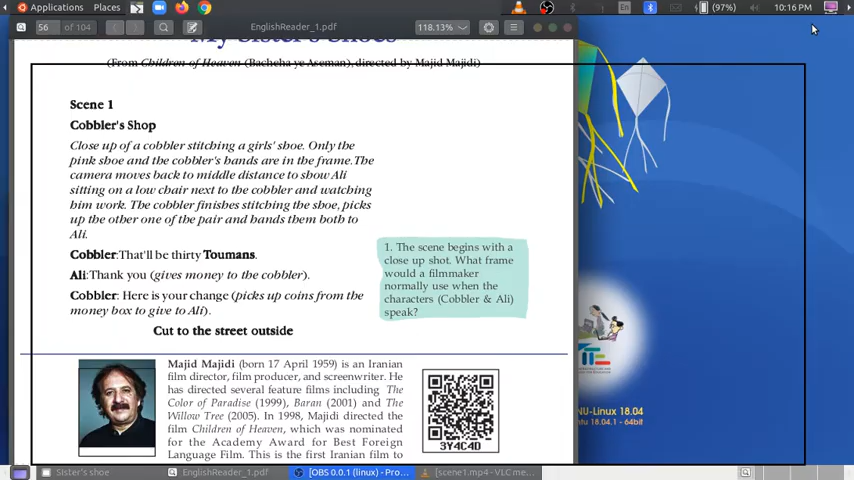 Applications Places
En
(97%)
10:16 PM
56 of 104
EnglishReader_1.pdf
118.13%
My Sister's Shoes
(From Children of Heaven (Bacheha ye Aseman), directed by Majid Majidi)
Scene 1
Cobbler's Shop
Close up of a cobbler stitching a girls' shoe. Only the
pink shoe and the cobbler's hands are in the frame.The
camera moves back to middle distance to show Ali
sitting on a low chair next to the cobbler and watching
him work. The cobbler finishes stitching the shoe, picks
up the other one of the pair and hands them both to
Ali.
Cobbler:That'll be thirty Toumans.
Ali:Thank you (gives money to the cobbler).
Cobbler: Here is your change (picks up coins from the
money box to give to Ali).
Cut to the street outside
1. The scene begins with a
close up shot. What frame
would a filmmaker
normally use when the
characters (Cobbler & Ali)
speak?
Majid Majidi (born 17 April 1959) is an Iranian
film director, film producer, and screenwriter. He
has directed several feature films including The
Color of Paradise (1999), Baran (2001) and The
Willow Tree (2005). In 1998, Majidi directed the
film Children of Heaven, which was nominated
for the Academy Award for Best Foreign
Language Film. This is the first Iranian film to
3Y4C4D
NU-Linux 18.04
ntu 18.04.1 - 64bit
Sister's shoe
EnglishReader_1.pdf
[OBS 0.0.1 (linux) - Pro...
[scene1.mp4 - VLC me...